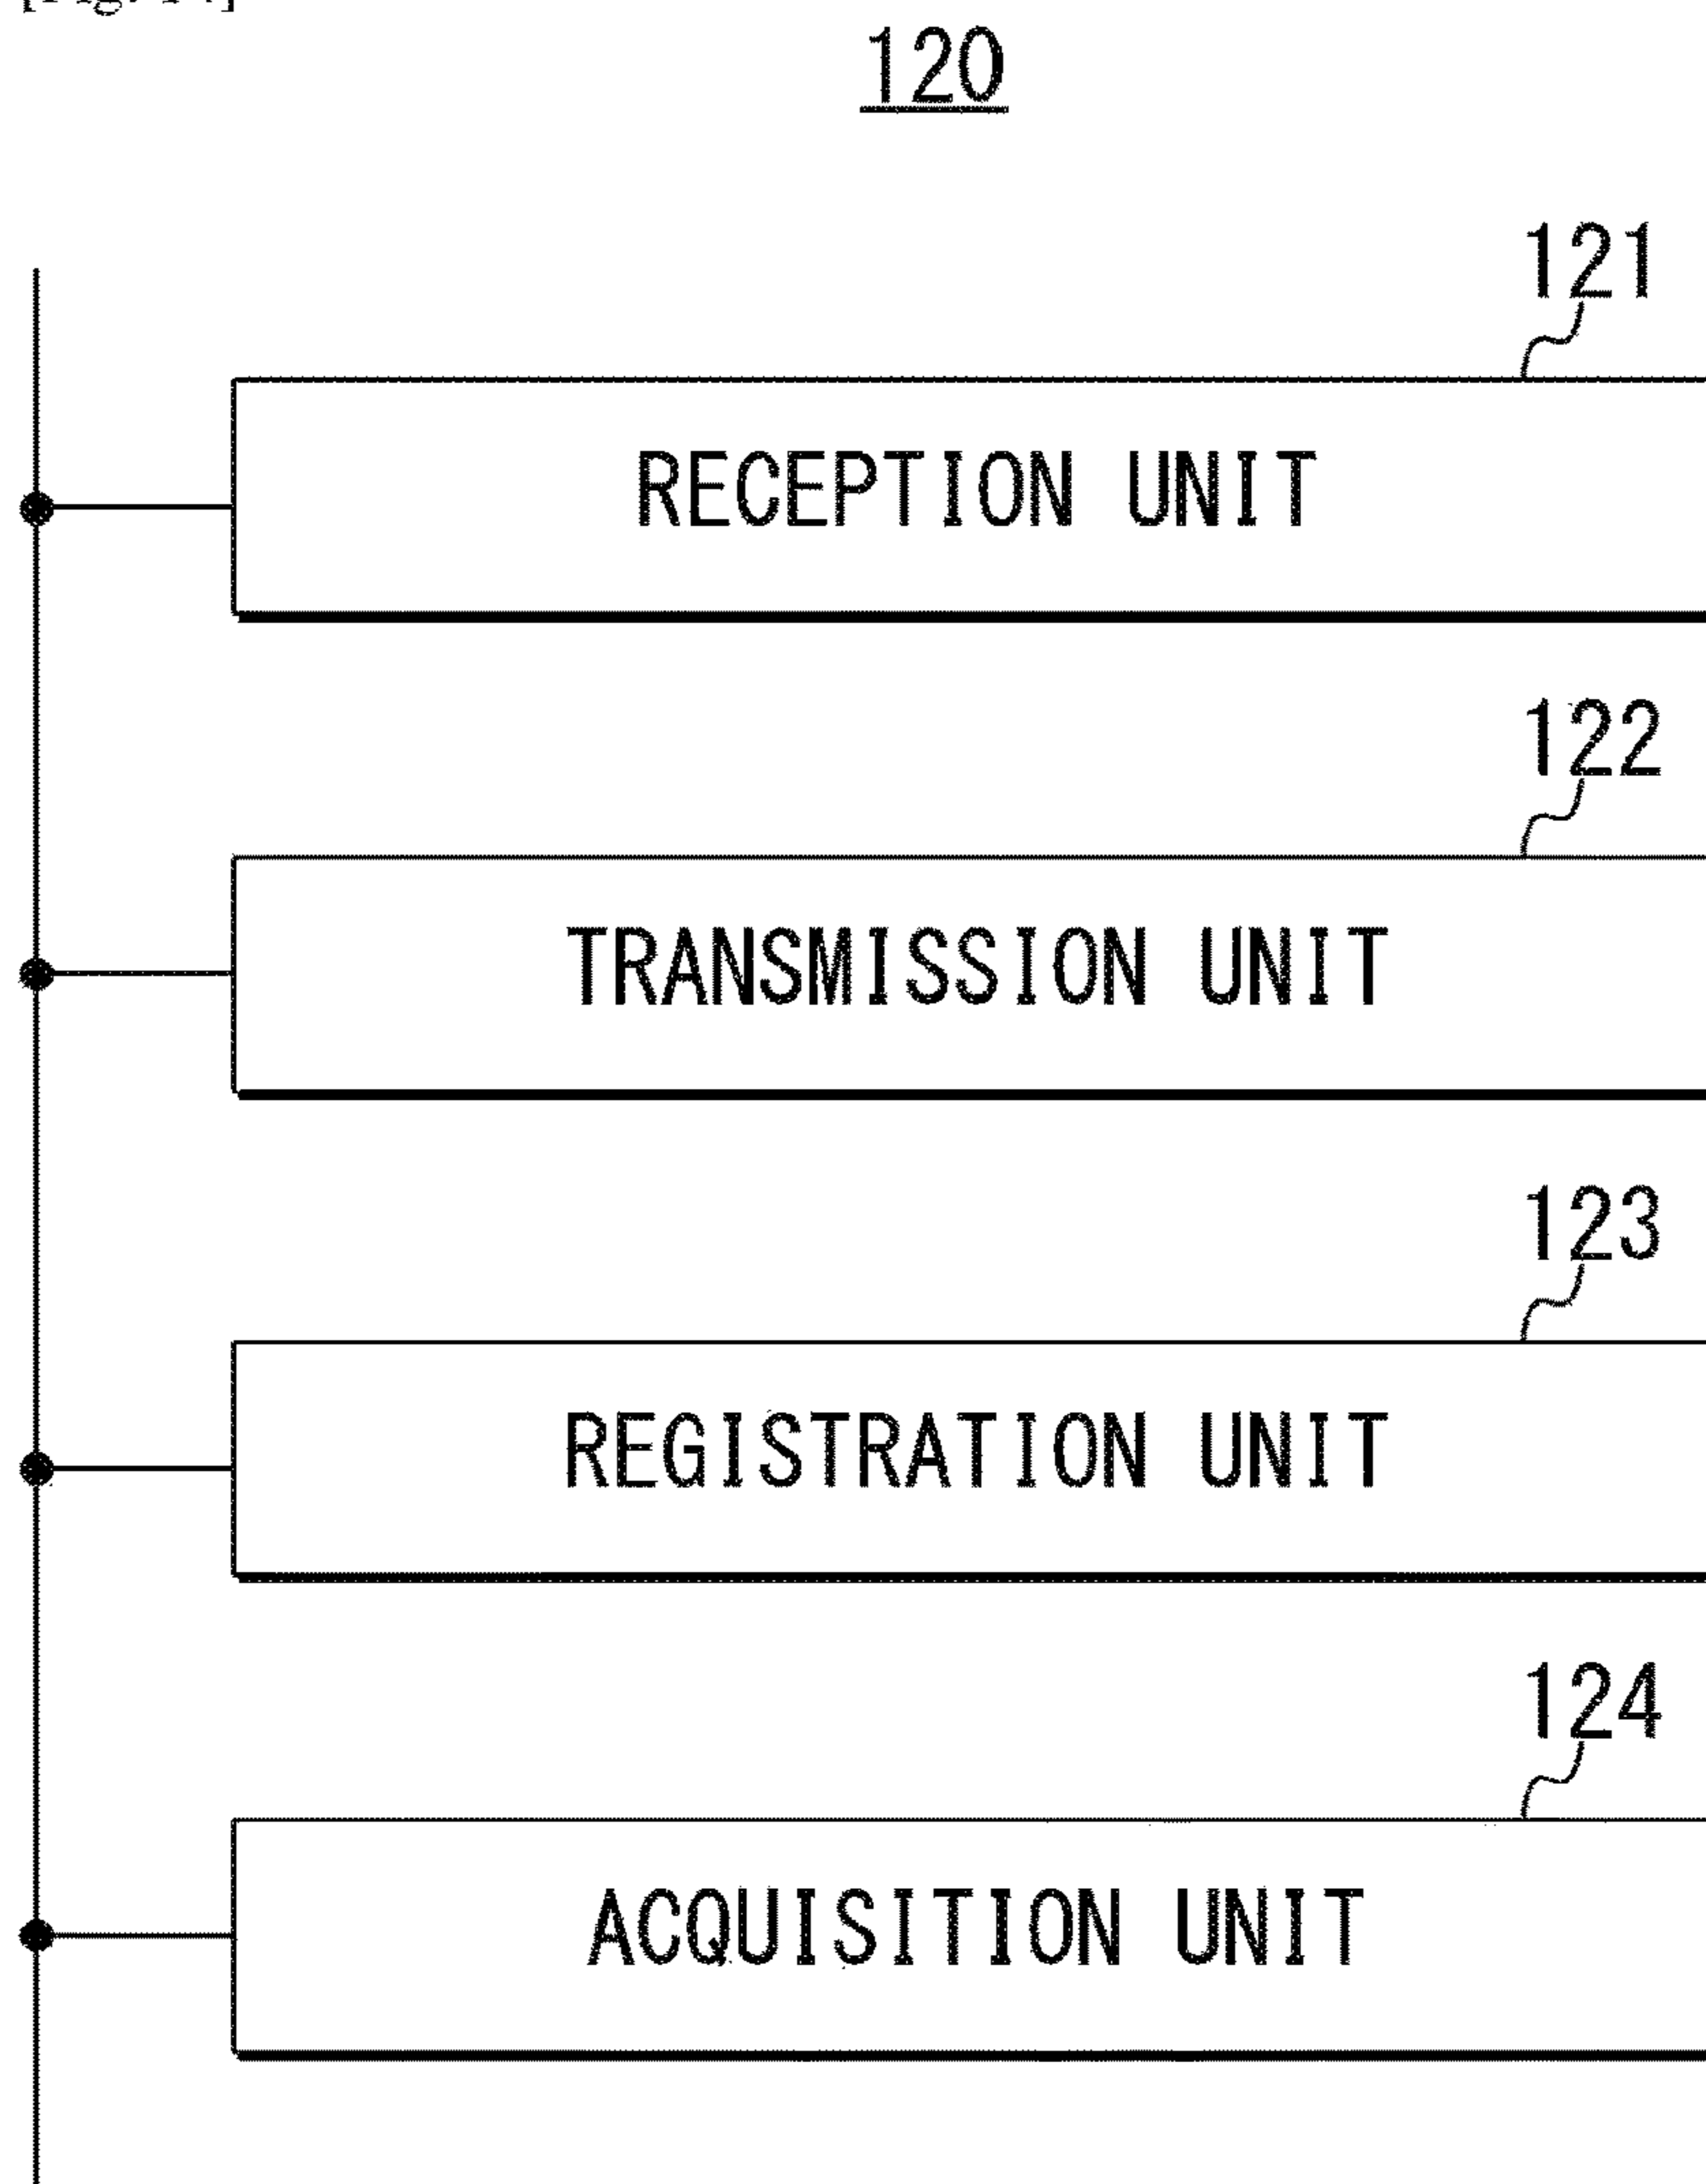 120
121
RECEPTION UNIT
122
TRANSMISSION UNIT
123
REGISTRATION UNIT
124
ACQUISITION UNIT